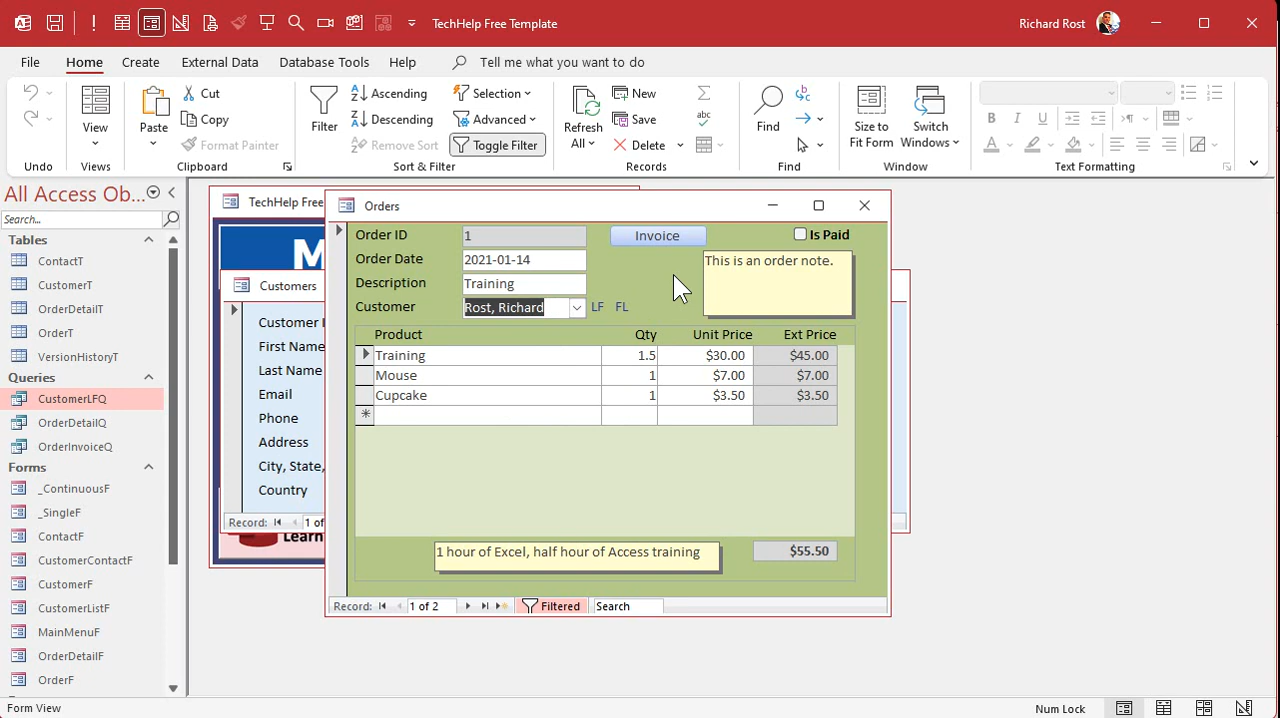 TechHelp Free Template
Richard Rost
File
Home
Create
External Data
Database Tools
Help
Tell me what you want to do
View
Paste
Cut
Copy
Format Painter
Filter
Ascending
Descending
Remove Sort
Selection
Advanced
Toggle Filter
Refresh
All
New
Save
Delete
Find
Size to
Fit Form
Switch
Windows
B I U
A
Undo
Views
Clipboard
Sort & Filter
Records
Find
Window
Text Formatting
All Access Ob...
Search...
Tables
ContactT
CustomerT
OrderDetailT
OrderT
VersionHistoryT
Queries
CustomerLFQ
OrderDetailQ
OrderInvoiceQ
Forms
_ContinuousF
_SingleF
ContactF
CustomerContactF
CustomerF
CustomerListF
MainMenuF
OrderDetailF
OrderF
TechHelp Free
M
Learn
Customers
First Name
Last Name
Email
Phone
Address
City, State,
Country
Record:
1 of
Orders
Order ID
1
Invoice
Is Paid
Order Date
2021-01-14
This is an order note.
Description
Training
Customer
Rost, Richard
LF
FL
Product Qty Unit Price Ext Price
Training 1.5 $30.00 $45.00
Mouse 1 $7.00 $7.00
Cupcake 1 $3.50 $3.50
1 hour of Excel, half hour of Access training
$55.50
Record:
1 of 2
Filtered
Search
Form View
Num Lock